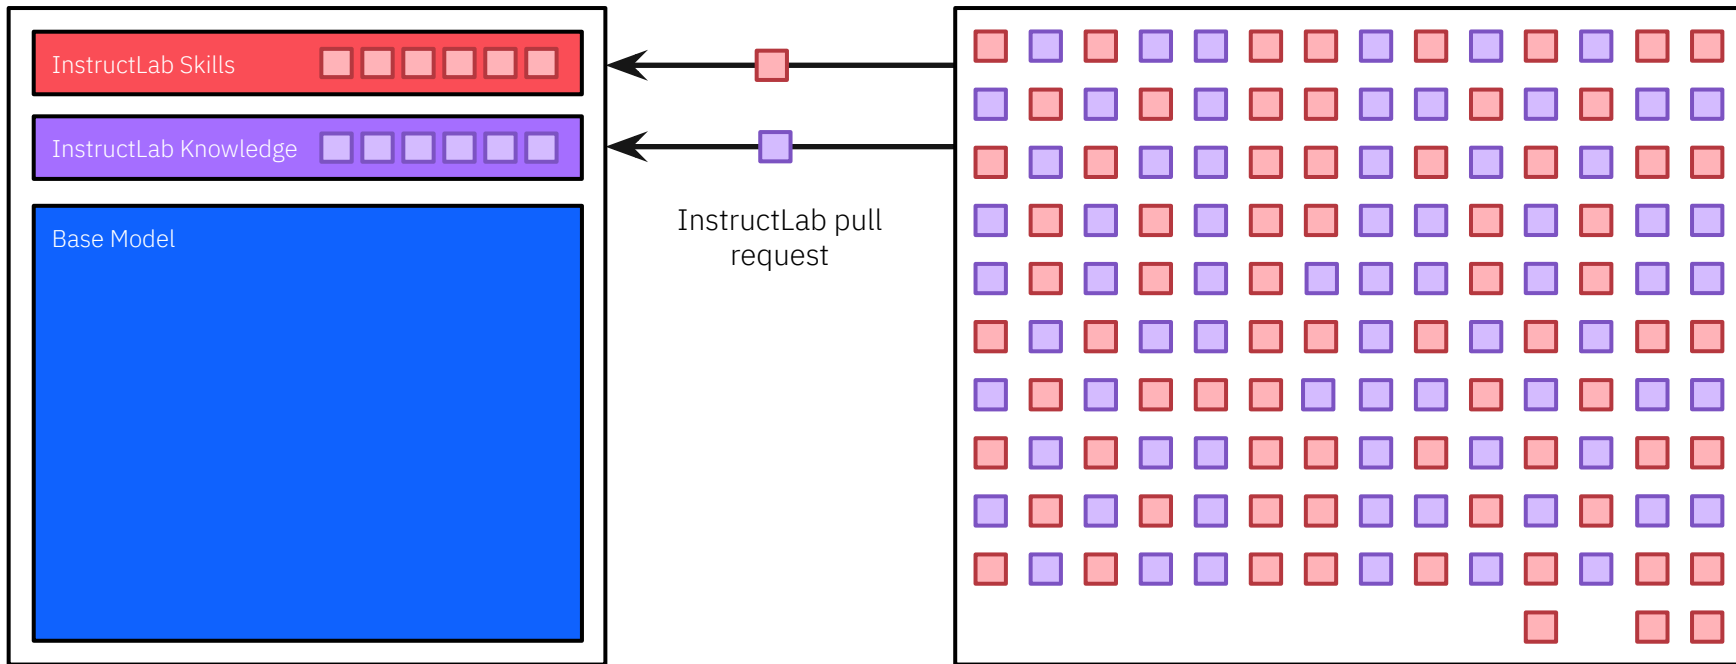 InstructLab Skills
InstructLab Knowledge
Base Model
InstructLab pull
request